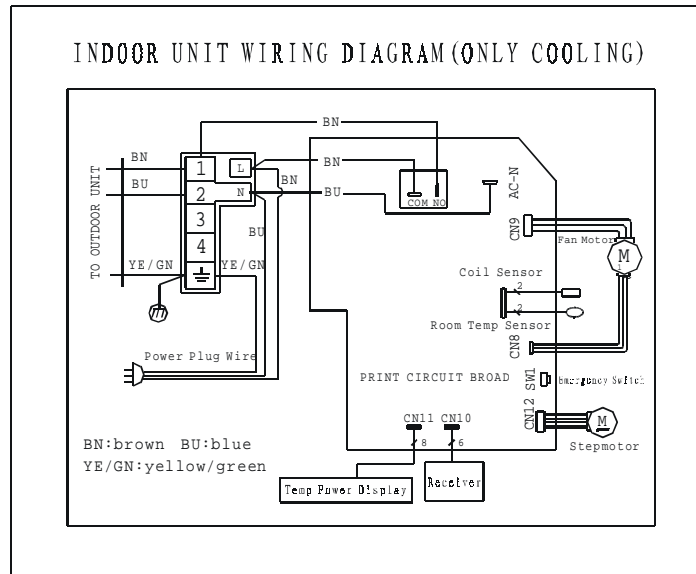 INDOOR UNIT WIRING DIAGRAM(ONLY COOLING)
BN
BN
BN
BN
1
L
BU
BU
2
N
COM NO
AC-N
3
CN9
Fan Motor
TO OUTDOOR UNIT
BU
4
M
1
YE/GN
YE/GN
Coil Sensor
2
2
Room Temp Sensor
CN8
Power Plug Wire
PRINT CIRCUIT BROAD
SW1
Emergency Switch
CN11 CN10
CN12
M
BN:brown BU:blue
8
6
Stepmotor
YE/GN:yellow/green
Temp Power Display
Receiver